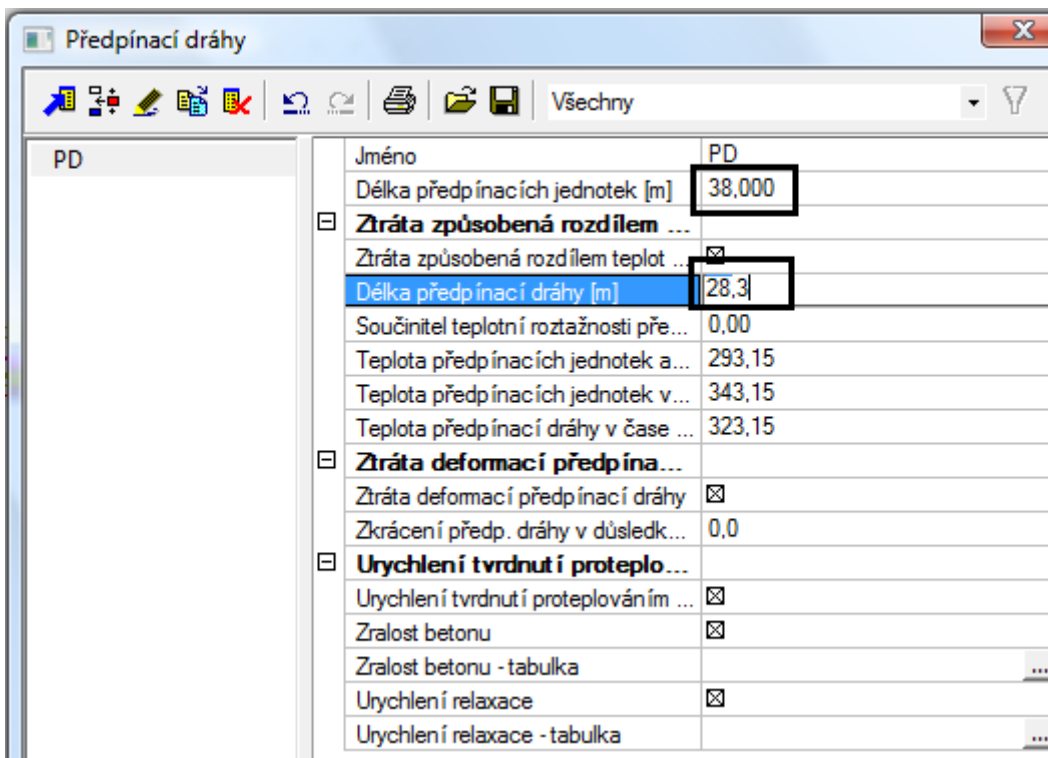 Předpínací dráhy
Všechny
PD
Jméno PD
Délka předpínacích jednotek [m] 38,000
Ztráta způsobená rozdílem ...
Ztráta způsobená rozdílem teplot ...
Délka předpínací dráhy [m] 28,3
Součinitel teplotní roztažnosti pře... 0,00
Teplota předpínacích jednotek a... 293,15
Teplota předpínacích jednotek v... 343,15
Teplota předpínací dráhy v čase ... 323,15
Ztráta deformací předpína...
Ztráta deformací předpínací dráhy
Zkrácení předp. dráhy v důsledk... 0,0
Urychlení tvrdnutí proteplo...
Urychlení tvrdnutí proteplováním ...
Zralost betonu
Zralost betonu - tabulka ...
Urychlení relaxace
Urychlení relaxace - tabulka ...